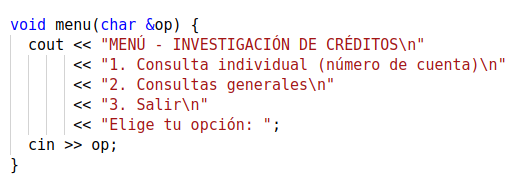 void menu(char &op) {
  cout << "MENÚ - INVESTIGACIÓN DE CRÉDITOS\n"
       << "1. Consulta individual (número de cuenta)\n"
       << "2. Consultas generales\n"
       << "3. Salir\n"
       << "Elige tu opción: ";
  cin >> op;
}